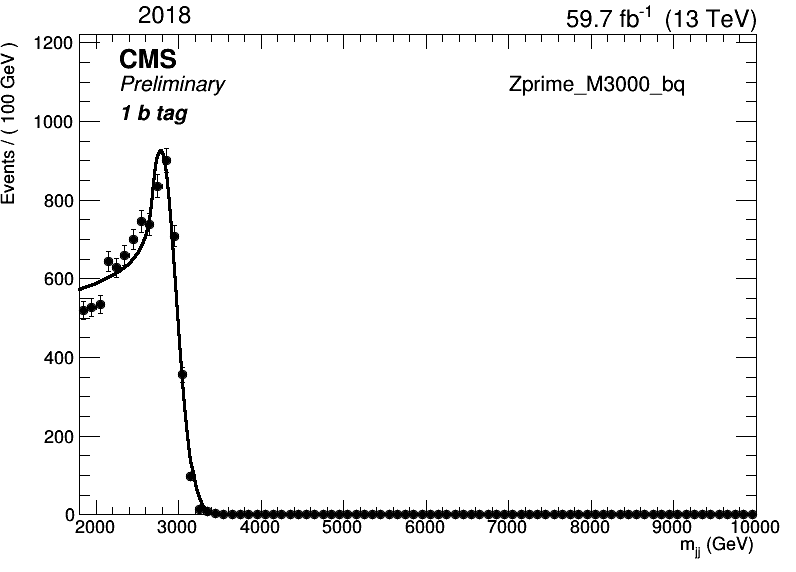 2018
59.7 fb⁻¹ (13 TeV)
Events / ( 100 GeV )
1200
1000
800
600
400
200
0
CMS
Preliminary
1 b tag
Zprime_M3000_bq
2000 3000 4000 5000 6000 7000 8000 9000 10000
m_jj (GeV)